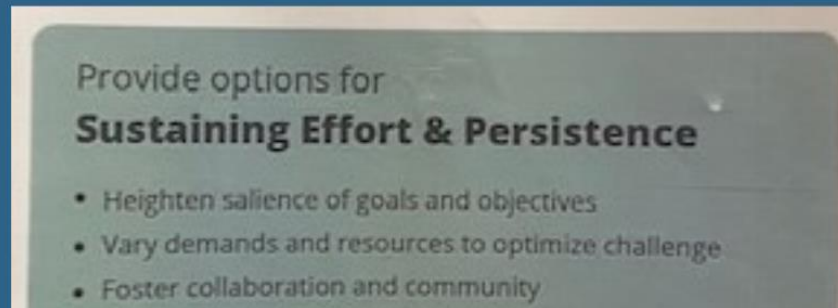 Provide options for
Sustaining Effort & Persistence
• Heighten salience of goals and objectives
• Vary demands and resources to optimize challenge
• Foster collaboration and community